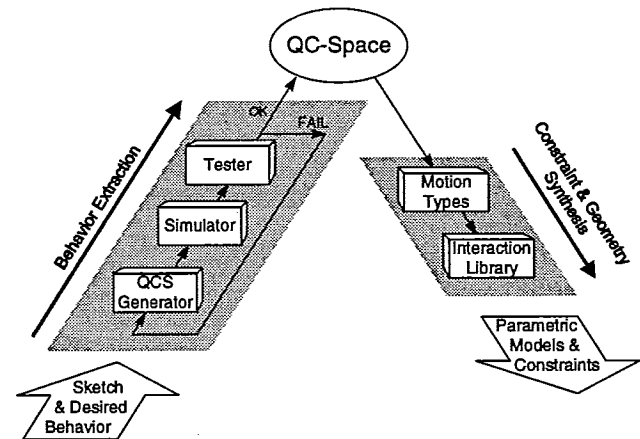 QC-Space
OK
FAIL
Tester
Simulator
QCS
Generator
Behavior Extraction
Sketch
& Desired
Behavior
Motion
Types
Interaction
Library
Constraint & Geometry
Synthesis
Parametric
Models &
Constraints